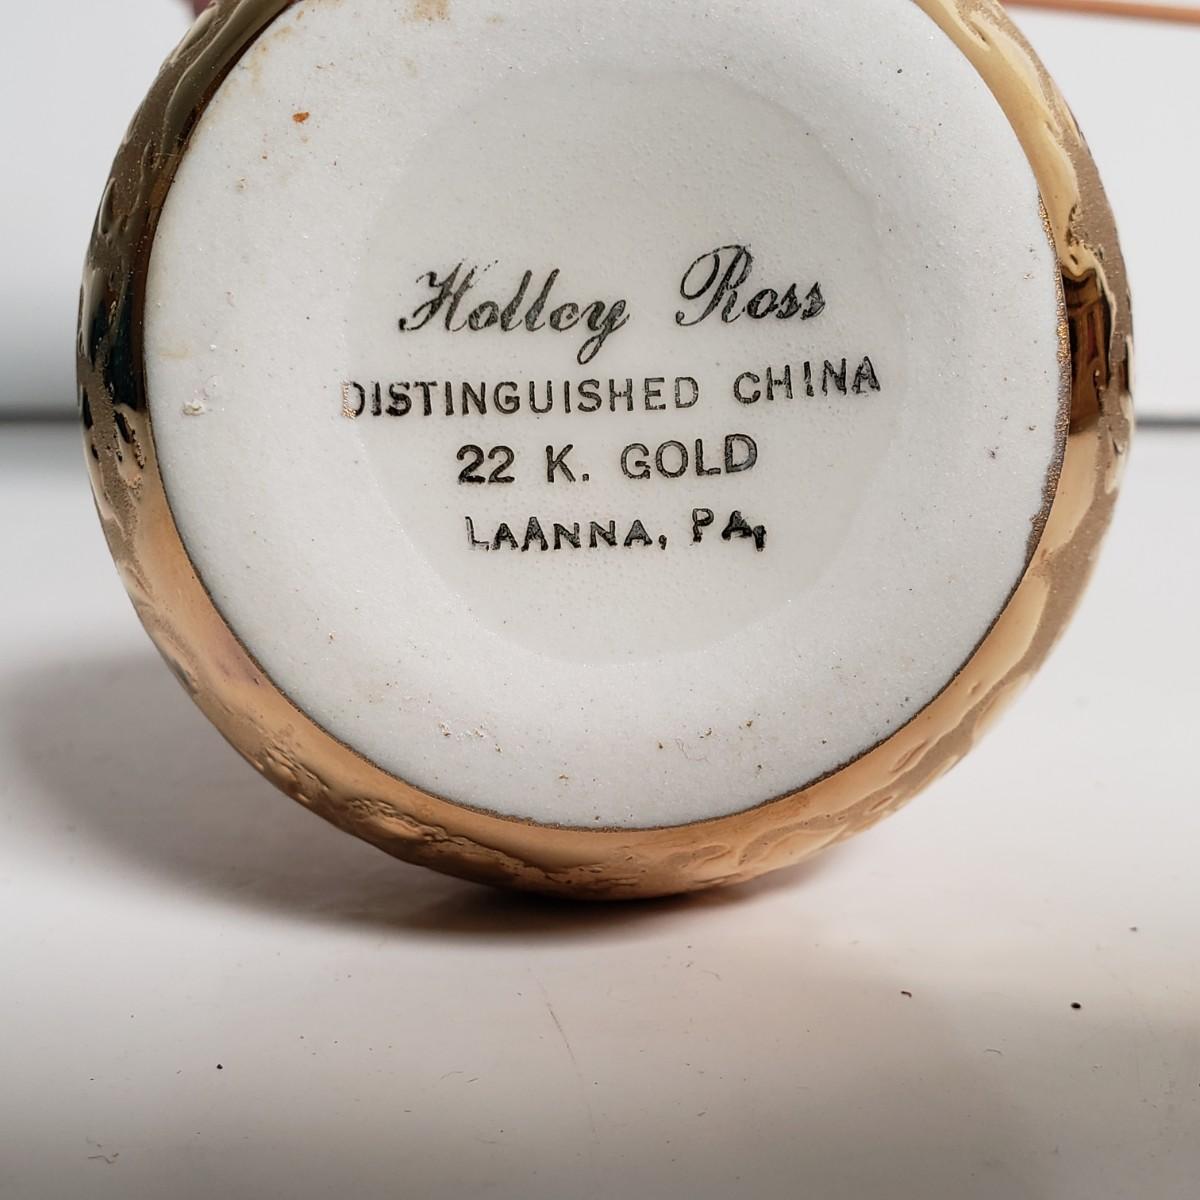 Holley Ross
DISTINGUISHED CHINA
22 K. GOLD
LAANNA, PA,